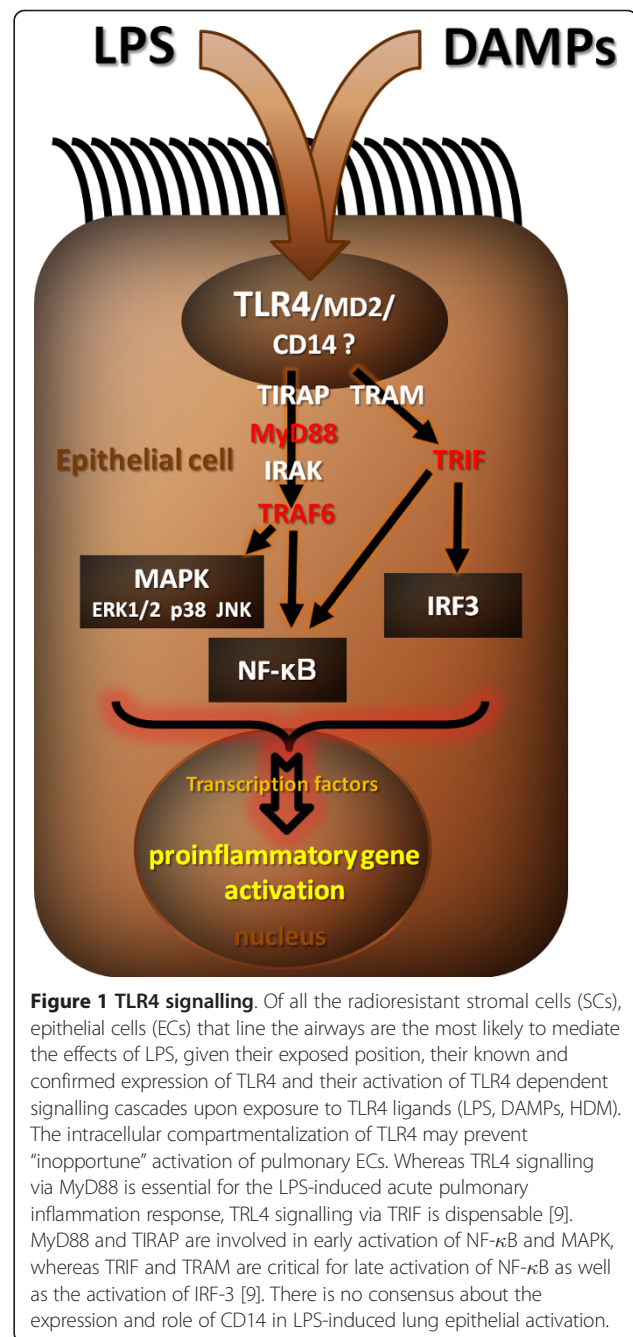 LPS DAMPs
TLR4/MD2/
CD14 ?
TIRAP TRAM
MyD88
Epithelial cell
IRAK
TRIF
TRAF6
MAPK
ERK1/2 p38 JNK
IRF3
NF-κB
Transcription factors
proinflammatory gene
activation
nucleus
Figure 1 TLR4 signalling. Of all the radioresistant stromal cells (SCs),
epithelial cells (ECs) that line the airways are the most likely to mediate
the effects of LPS, given their exposed position, their known and
confirmed expression of TLR4 and their activation of TLR4 dependent
signalling cascades upon exposure to TLR4 ligands (LPS, DAMPs, HDM).
The intracellular compartmentalization of TLR4 may prevent
“inopportune” activation of pulmonary ECs. Whereas TRL4 signalling
via MyD88 is essential for the LPS-induced acute pulmonary
inflammation response, TRL4 signalling via TRIF is dispensable [9].
MyD88 and TIRAP are involved in early activation of NF-κB and MAPK,
whereas TRIF and TRAM are critical for late activation of NF-κB as well
as the activation of IRF-3 [9]. There is no consensus about the
expression and role of CD14 in LPS-induced lung epithelial activation.